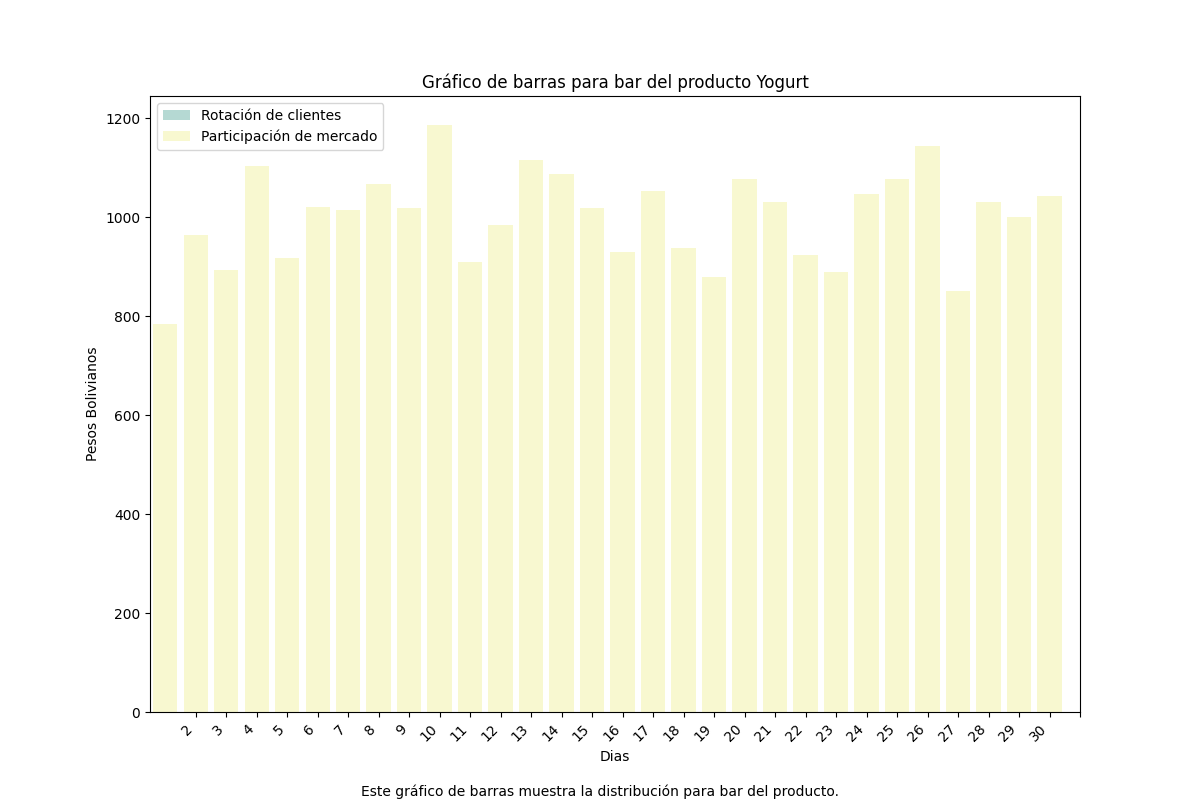 Gráfico de barras para bar del producto Yogurt
Rotación de clientes
Participación de mercado
1200
1000
800
600
400
200
0
Pesos Bolivianos
2 3 4 5 6 7 8 9 10 11 12 13 14 15 16 17 18 19 20 21 22 23 24 25 26 27 28 29 30
Dias
Este gráfico de barras muestra la distribución para bar del producto.